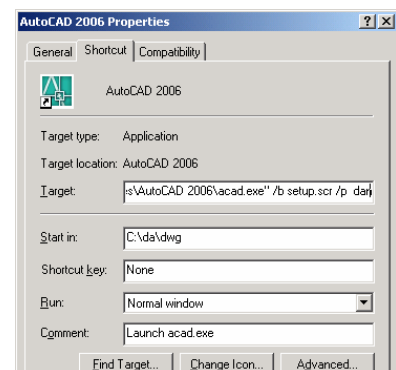 AutoCAD 2006 Properties
General Shortcut Compatibility
AutoCAD 2006
Target type: Application
Target location: AutoCAD 2006
Target: :s\AutoCAD 2006\acad.exe" /b setup.scr /p dan
Start in: C:\da\dwg
Shortcut key: None
Run: Normal window
Comment: Launch acad.exe
Find Target... Change Icon... Advanced...